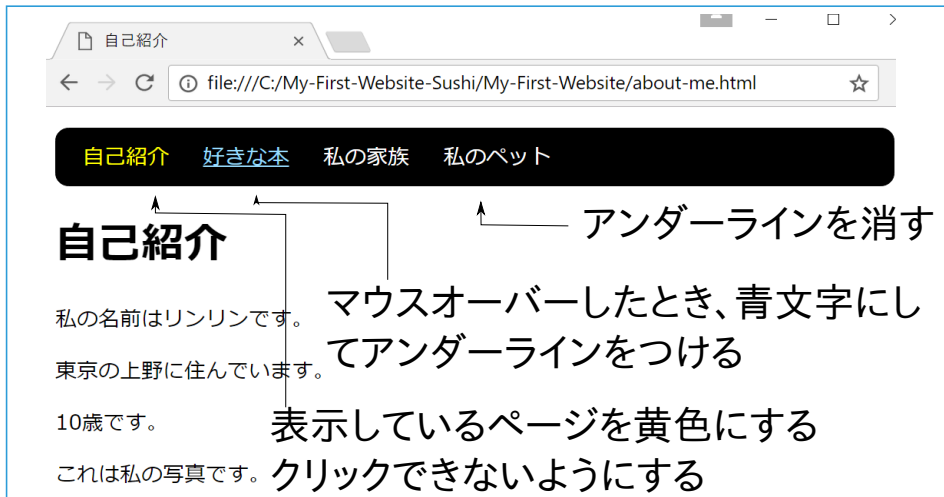 自己紹介
file:///C:/My-First-Website-Sushi/My-First-Website/about-me.html
自己紹介 好きな本 私の家族 私のペット
アンダーラインを消す
自己紹介
マウスオーバーしたとき、青文字にし
てアンダーラインをつける
私の名前はリンリンです。
東京の上野に住んでいます。
表示しているページを黄色にする
クリックできないようにする
10歳です。
これは私の写真です。